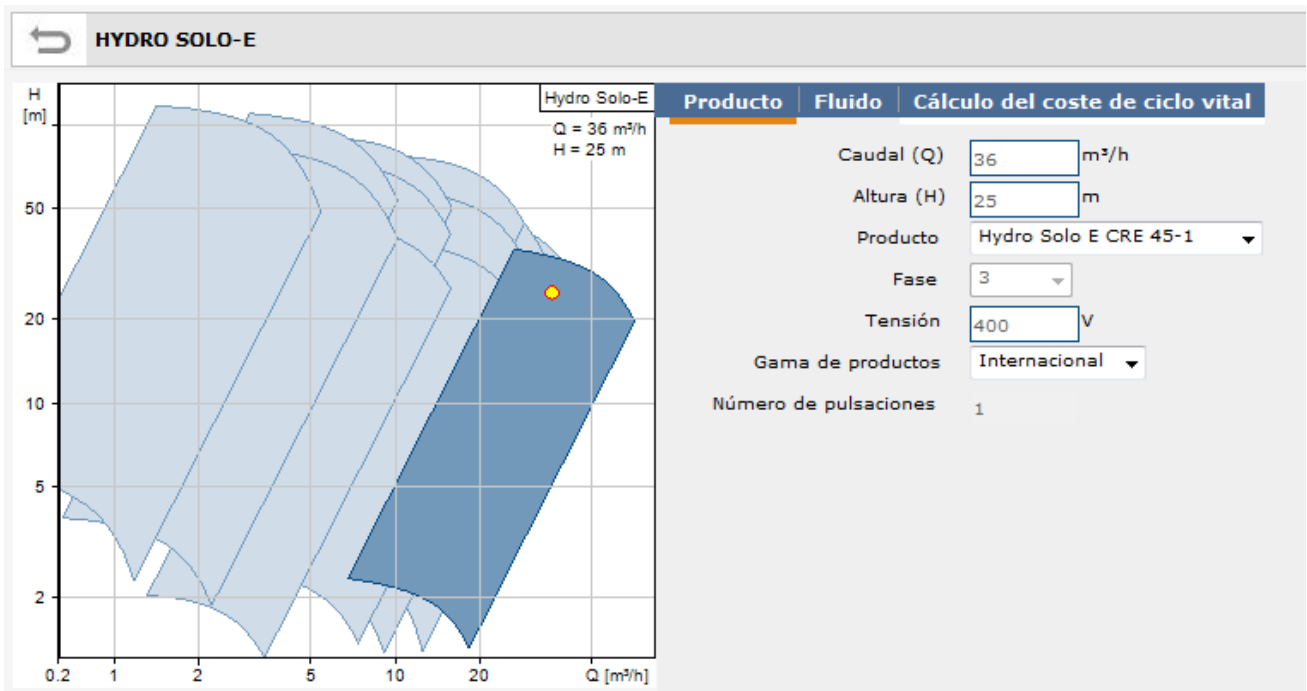 HYDRO SOLO-E
H
[m]
Hydro Solo-E
Q = 36 m³/h
H = 25 m
50
20
10
5
2
0.2 1 2 5 10 20 Q [m³/h]
Producto Fluido Cálculo del coste de ciclo vital
Caudal (Q) 36 m³/h
Altura (H) 25 m
Producto Hydro Solo E CRE 45-1
Fase 3
Tensión 400 V
Gama de productos Internacional
Número de pulsaciones 1